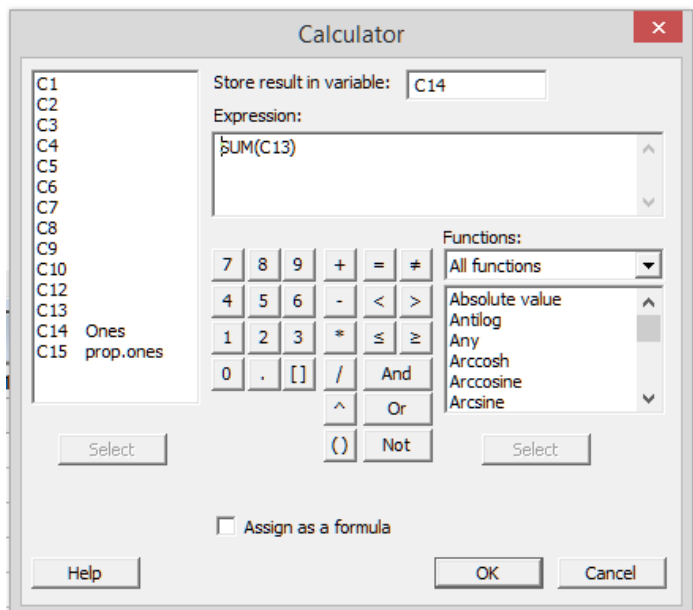 Calculator
C1
C2
C3
C4
C5
C6
C7
C8
C9
C10
C12
C13
C14 Ones
C15 prop.ones
Select
Store result in variable: C14
Expression:
SUM(C13)
7 8 9 + = ≠
4 5 6 - < >
1 2 3 * ≤ ≥
0 . [] / And
^ Or
() Not
Functions:
All functions
Absolute value
Antilog
Any
Arccosh
Arccosine
Arcsine
Select
Assign as a formula
Help
OK
Cancel